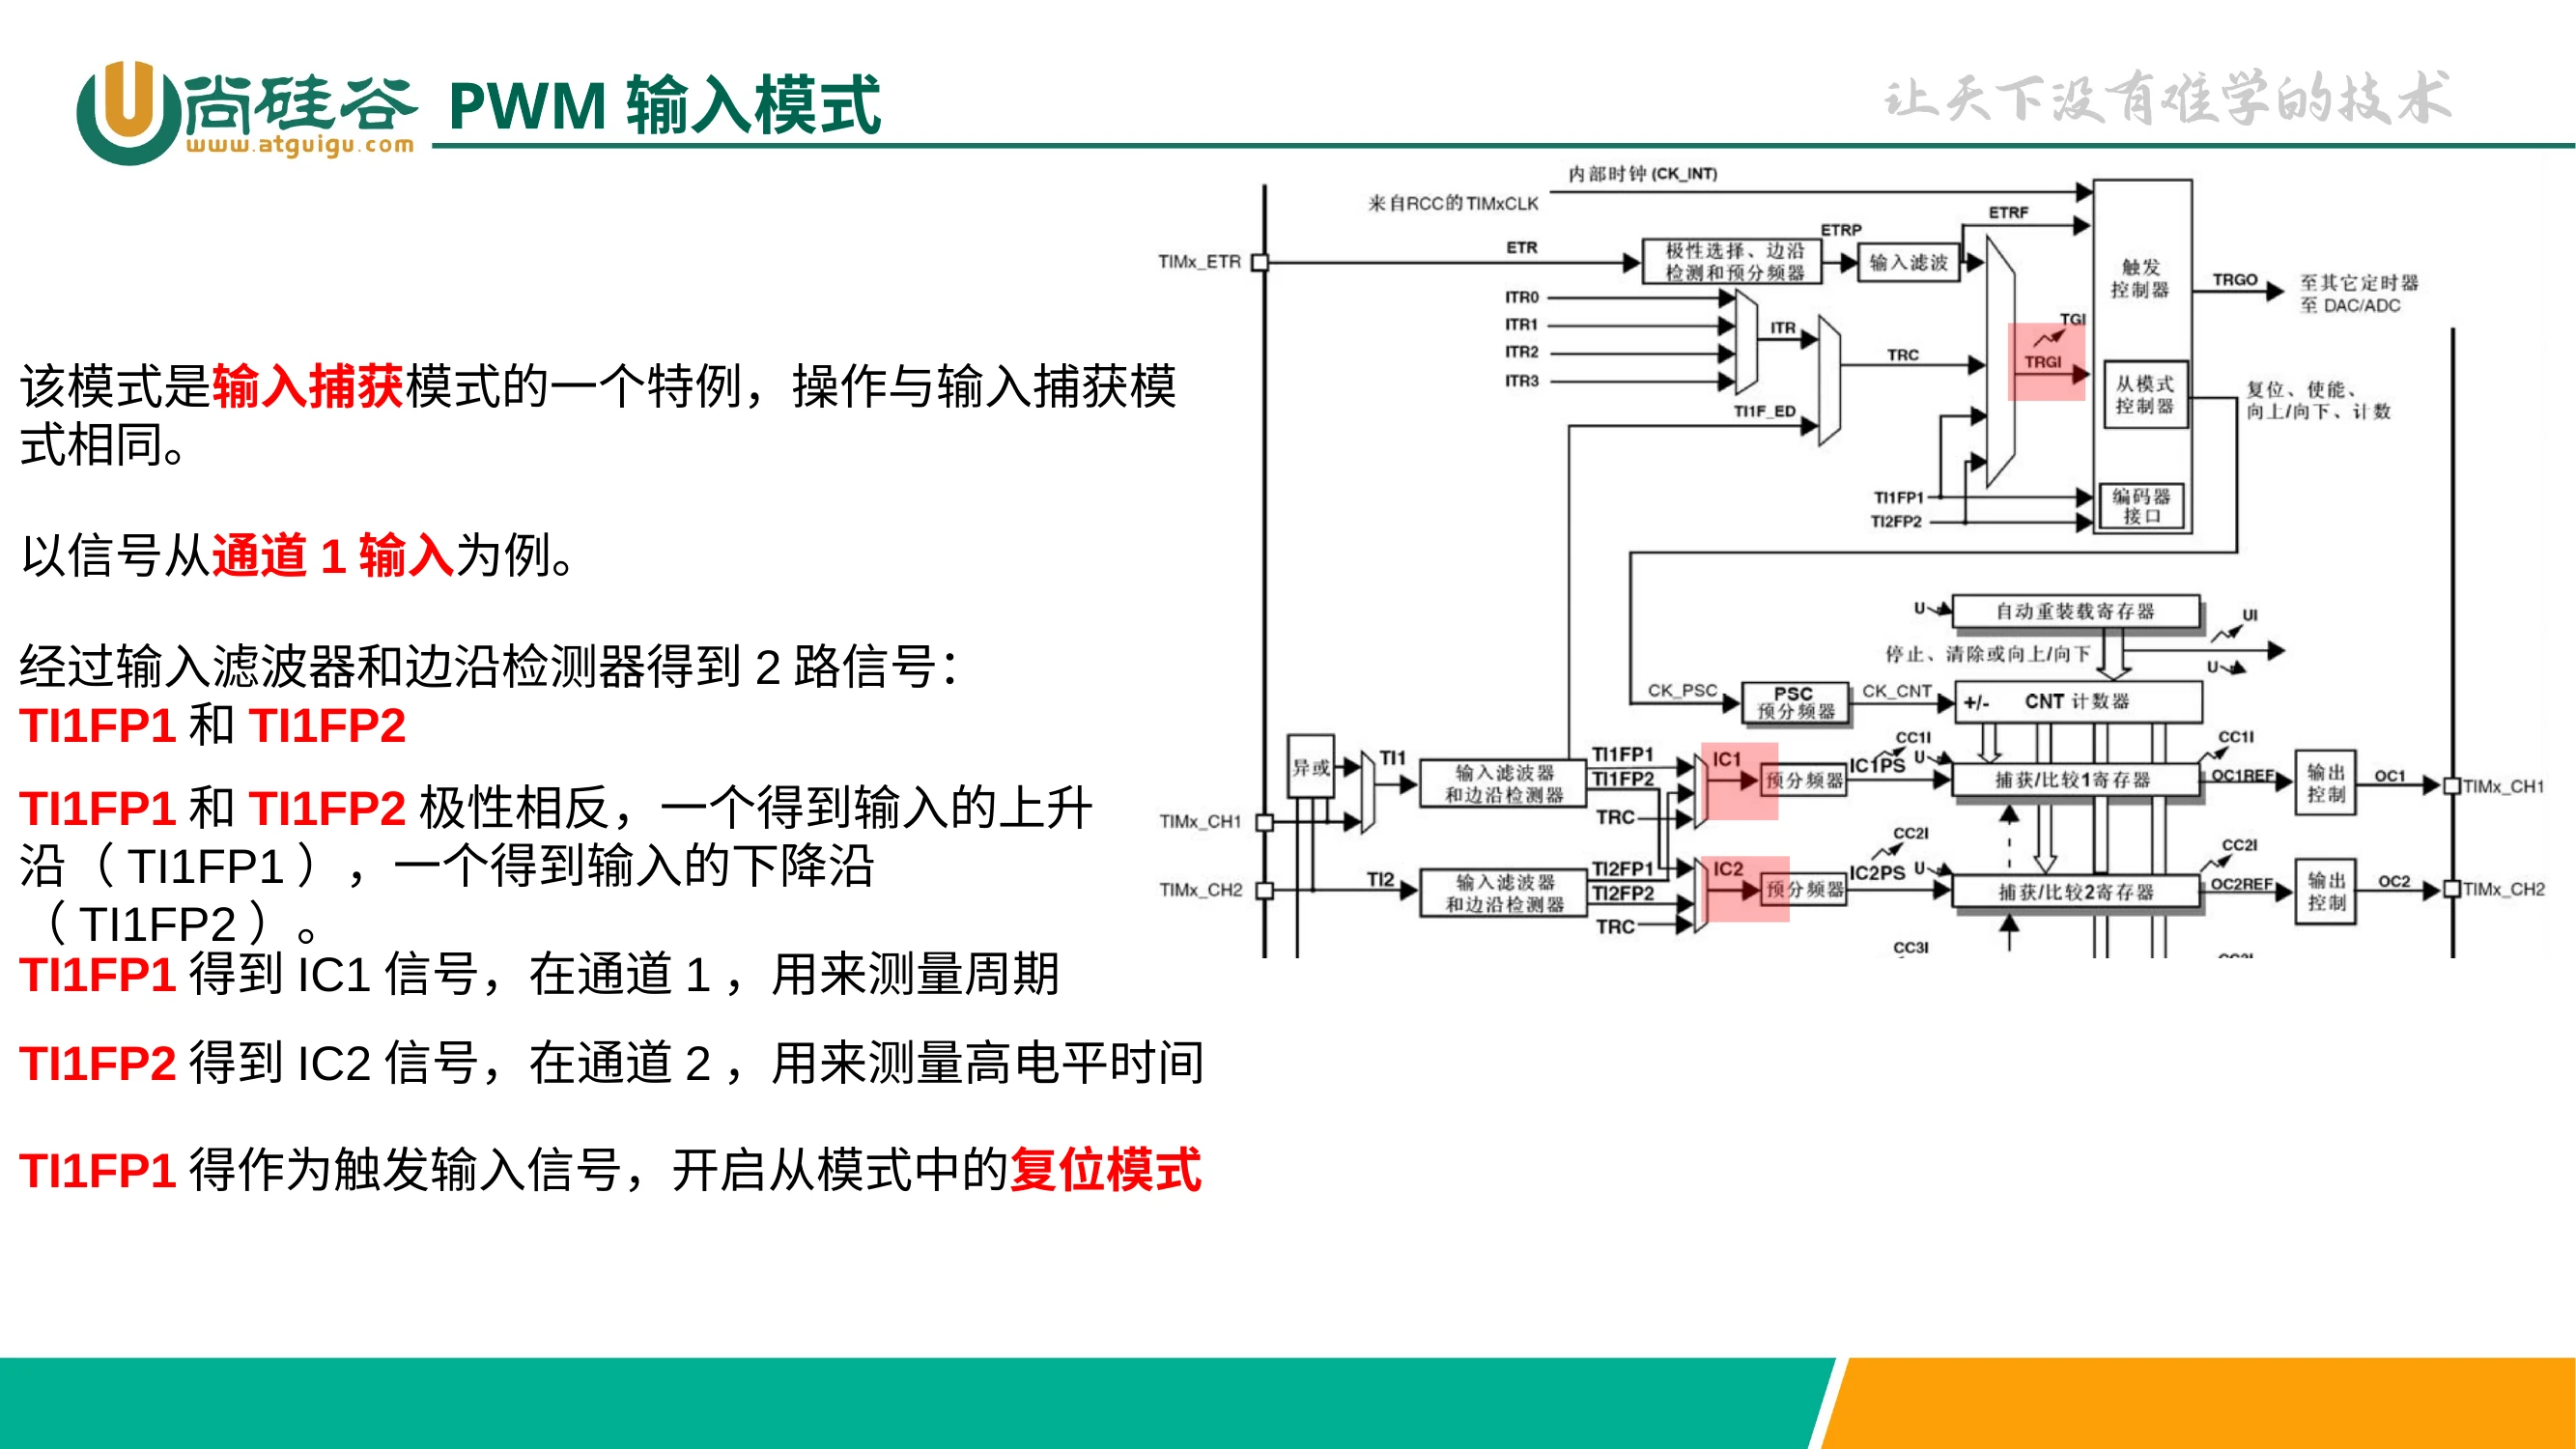 尚硅谷
www.atguigu.com
PWM 输入模式
让天下没有难学的技术
该模式是输入捕获模式的一个特例，操作与输入捕获模
式相同。
以信号从通道 1 输入为例。
经过输入滤波器和边沿检测器得到 2 路信号：
TI1FP1 和 TI1FP2
TI1FP1 和 TI1FP2 极性相反，一个得到输入的上升
沿（ TI1FP1 ），一个得到输入的下降沿
（ TI1FP2 ）。
TI1FP1 得到 IC1 信号，在通道 1 ，用来测量周期
TI1FP2 得到 IC2 信号，在通道 2 ，用来测量高电平时间
TI1FP1 得作为触发输入信号，开启从模式中的复位模式
内部时钟 (CK_INT)
来自RCC的TIMxCLK
ETRF
ETRP
ETR
TIMx_ETR
极性选择、边沿
检测和预分频器
输入滤波
触发
控制器
TRGO
至其它定时器
至 DAC/ADC
ITR0
ITR1
ITR2
ITR3
ITR
TRC
TI1F_ED
TGI
TRGI
从模式
控制器
复位、使能、
向上/向下、计数
TI1FP1
TI2FP2
编码器
接口
U
自动重装载寄存器
UI
停止、清除或向上/向下
U
CK_PSC
PSC
预分频器
CK_CNT
+/-
CNT 计数器
CC1I
CC1I
异或
TI1
输入滤波器
和边沿检测器
TI1FP1
TI1FP2
TRC
IC1
预分频器
IC1PS
U
捕获/比较1寄存器
OC1REF
输出
控制
OC1
TIMx_CH1
TIMx_CH1
CC2I
CC2I
TIMx_CH2
TI2
输入滤波器
和边沿检测器
TI2FP1
TI2FP2
TRC
IC2
预分频器
IC2PS
U
捕获/比较2寄存器
OC2REF
输出
控制
OC2
TIMx_CH2
CC3I